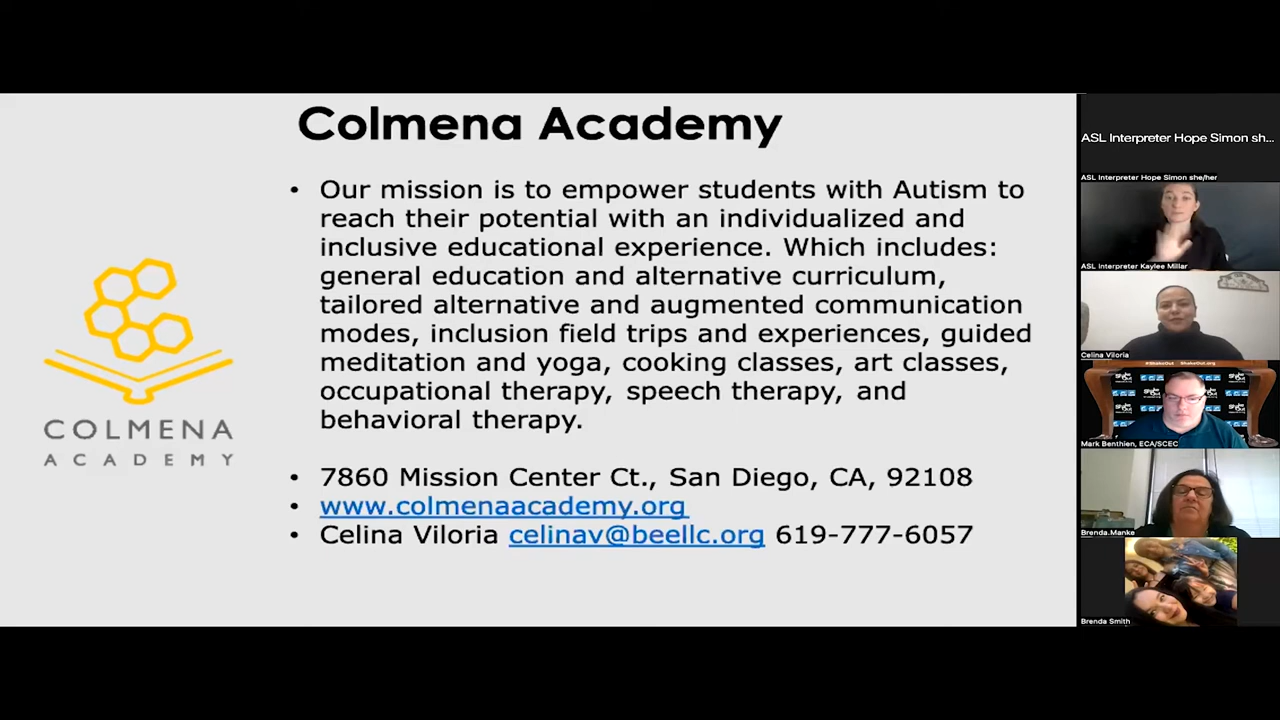 Colmena Academy
• Our mission is to empower students with Autism to
reach their potential with an individualized and
inclusive educational experience. Which includes:
general education and alternative curriculum,
tailored alternative and augmented communication
modes, inclusion field trips and experiences, guided
meditation and yoga, cooking classes, art classes,
occupational therapy, speech therapy, and
behavioral therapy.
• 7860 Mission Center Ct., San Diego, CA, 92108
• www.colmenaacademy.org
• Celina Viloria celinav@beellc.org 619-777-6057
COLMENA
ACADEMY
ASL Interpreter Hope Simon sh...
ASL Interpreter Hope Simon she/her
ASL Interpreter Kaylee Millar
Celina Viloria
#ShakeOut ShakeOut.org
Mark Benthien, ECA/SCEC
Brenda.Manke
Brenda Smith